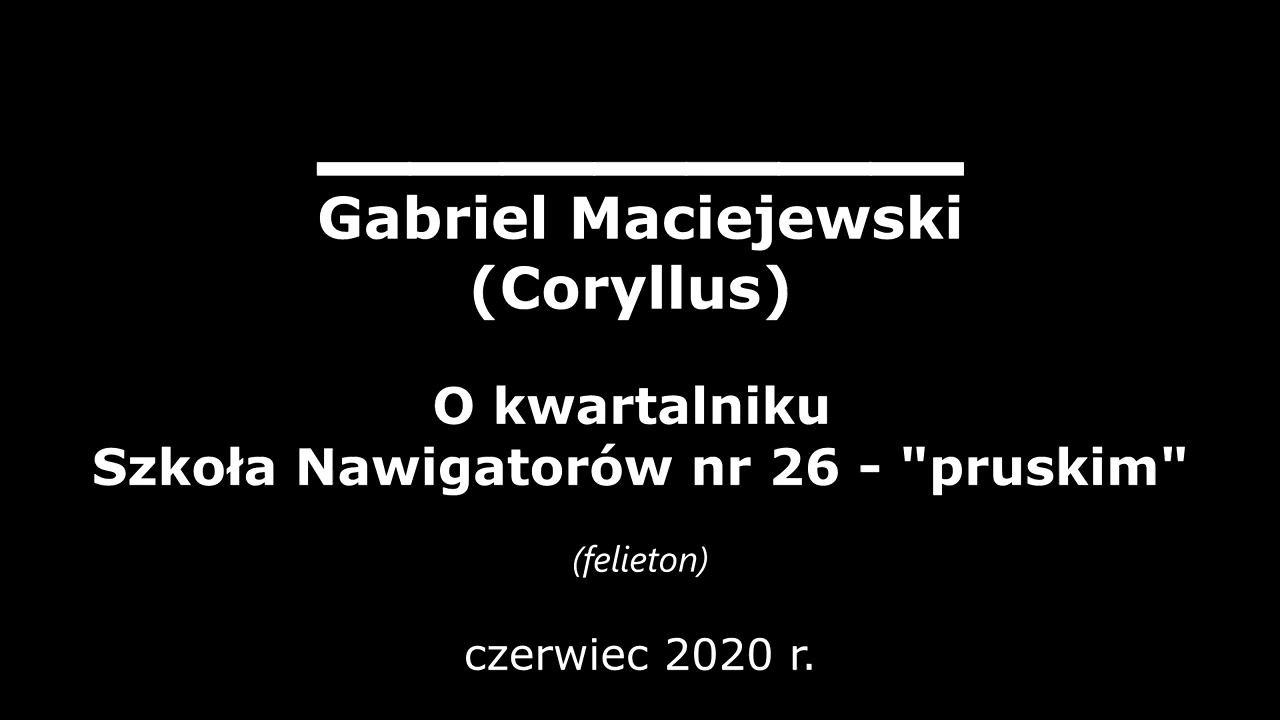 Gabriel Maciejewski
(Coryllus)
O kwartalniku
Szkoła Nawigatorów nr 26 - "pruskim"
(felieton)
czerwiec 2020 r.